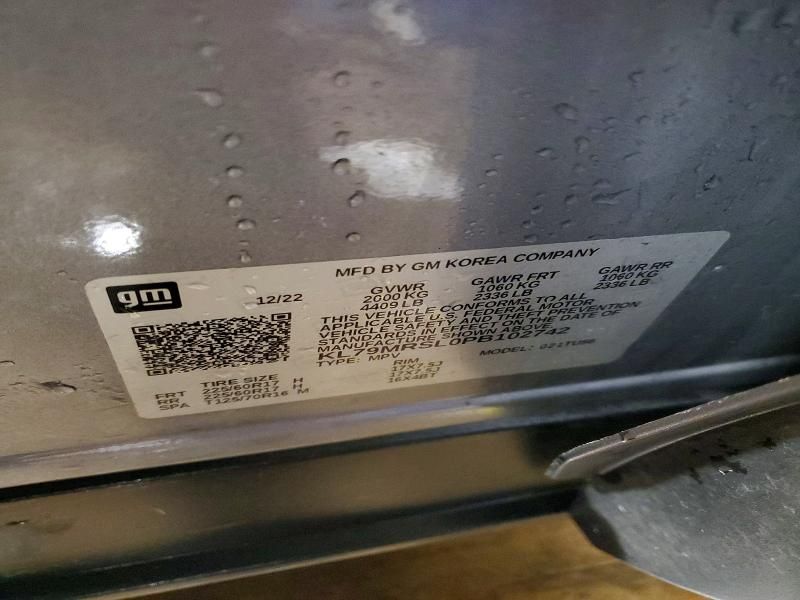 MFD BY GM KOREA COMPANY
gm
12/22
GVWR GAWR FRT GAWR RR
2000 KG 1060 KG 1060 KG
4409 LB 2336 LB 2336 LB
THIS VEHICLE CONFORMS TO ALL
APPLICABLE U.S. FEDERAL MOTOR
VEHICLE SAFETY AND THEFT PREVENTION
STANDARDS IN EFFECT ON THE DATE OF
MANUFACTURE SHOWN ABOVE.
KL79MRSL0PB102742
TYPE: MPV MODEL:
TIRE SIZE RIM
FRT 225/60R17 H 17X7.5J
RR 225/60R17 H 17X7.5J
SPA T125/70R16 M 16X4BT